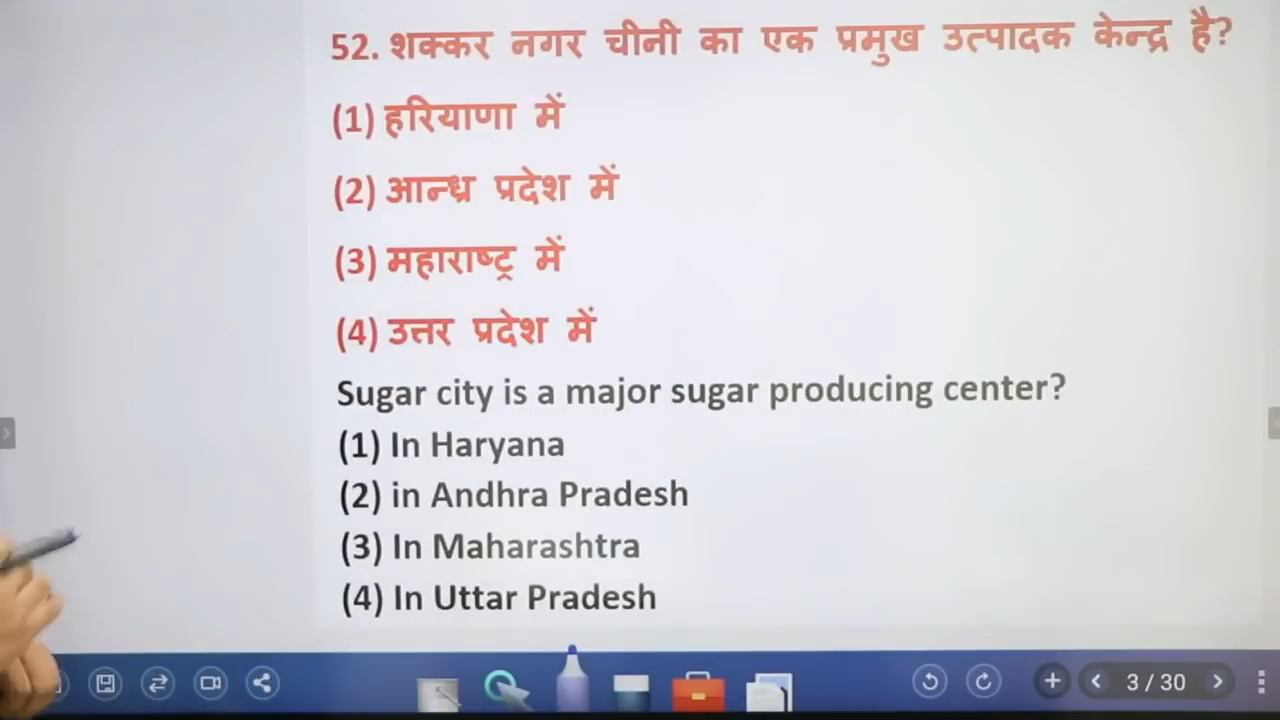 52. शक्कर नगर चीनी का एक प्रमुख उत्पादक केन्द्र है?
(1) हरियाणा में
(2) आन्ध्र प्रदेश में
(3) महाराष्ट्र में
(4) उत्तर प्रदेश में
Sugar city is a major sugar producing center?
(1) In Haryana
(2) in Andhra Pradesh
(3) In Maharashtra
(4) In Uttar Pradesh
3 / 30